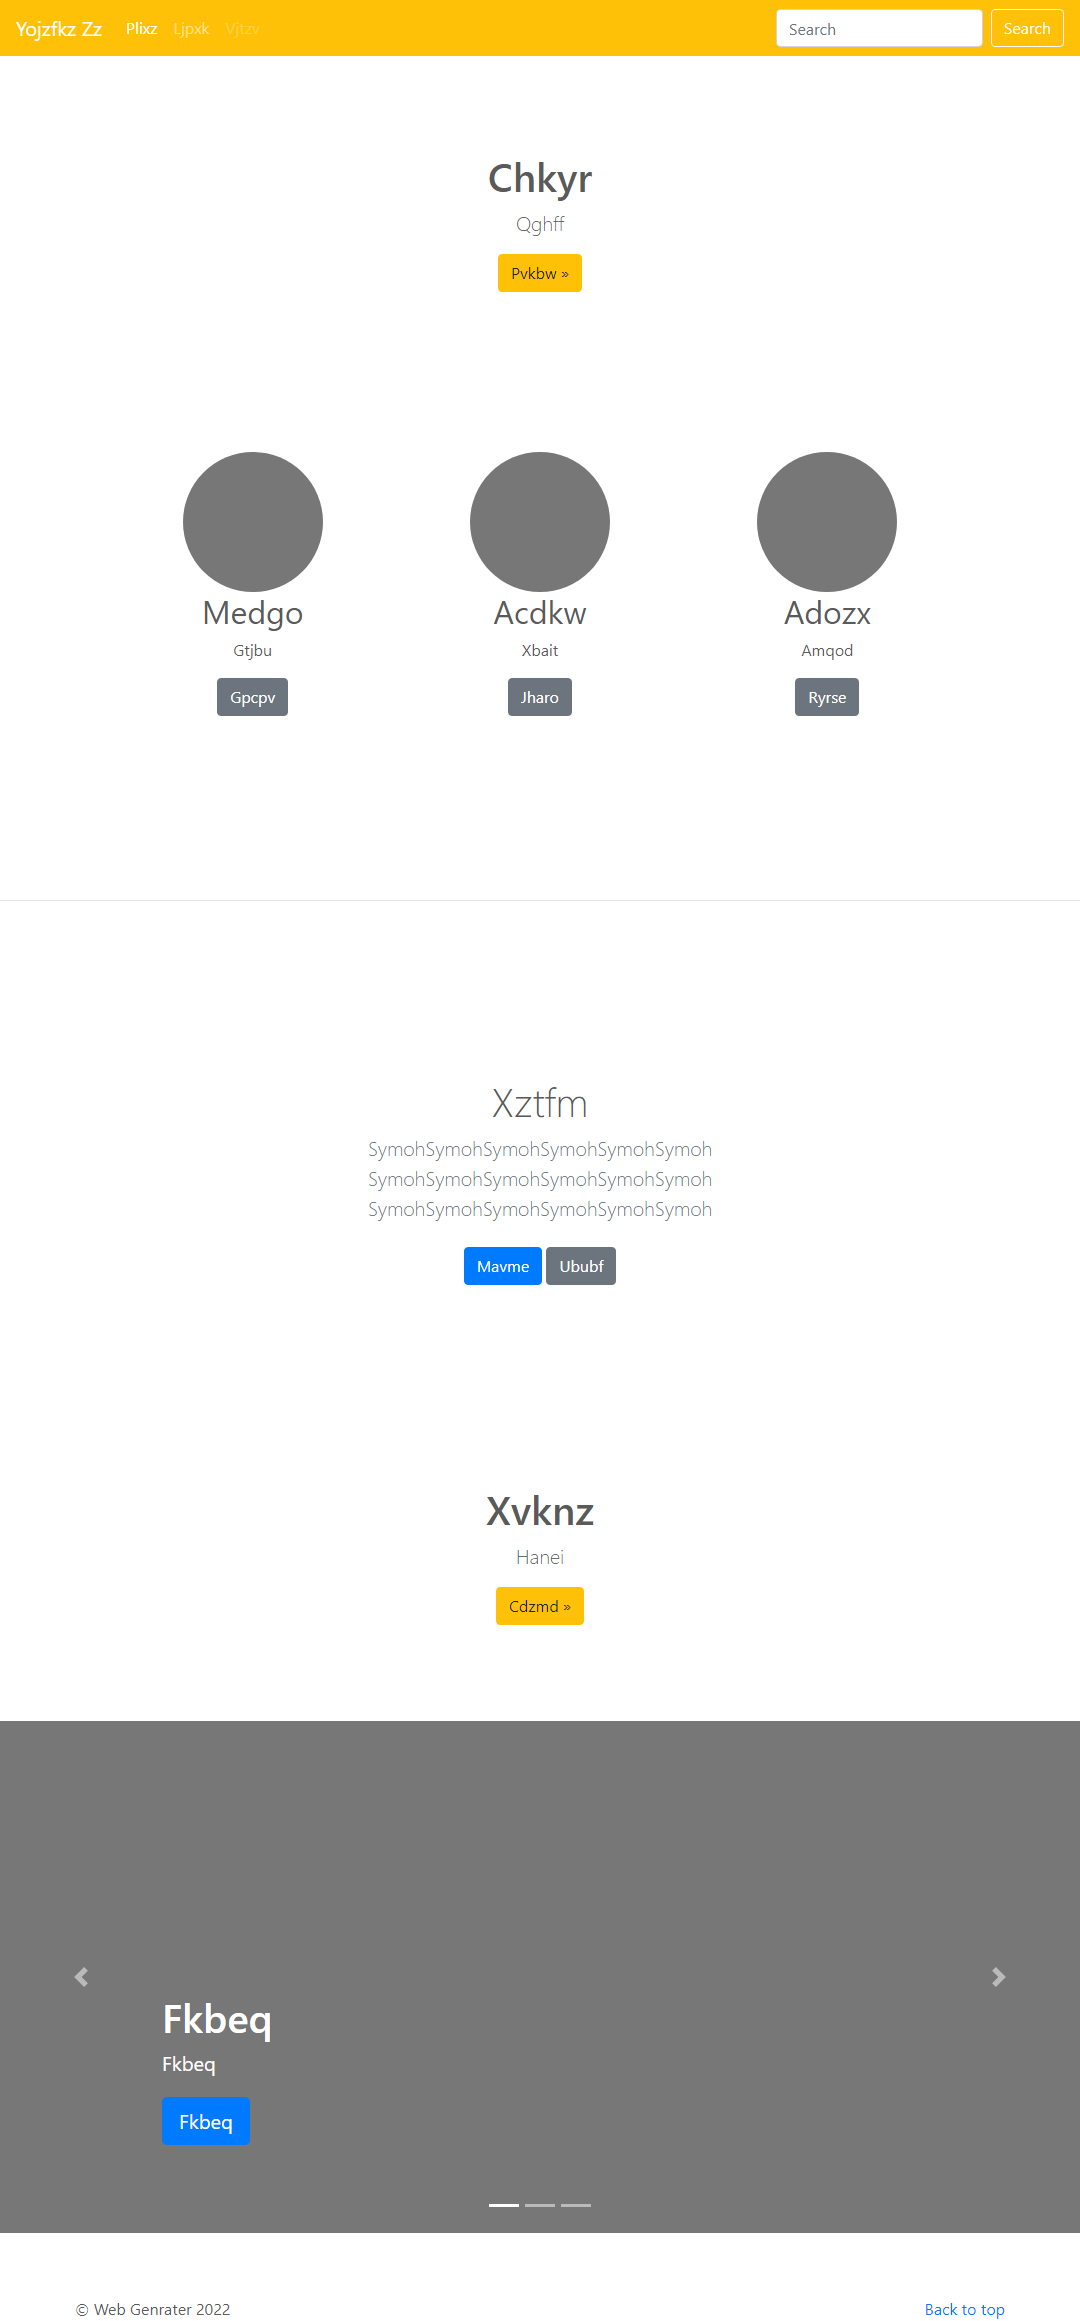 Yojzfkz Zz Plixz Ljpxk Vjtzv Search Search
Chkyr
Qghff
Pvkbw »
Medgo Acdkw Adozx
Gtjbu Xbait Amqod
Gpcpv Jharo Ryrse
Xztfm
SymohSymohSymohSymohSymohSymoh
SymohSymohSymohSymohSymohSymoh
SymohSymohSymohSymohSymohSymoh
Mavme Ububf
Xvknz
Hanei
Cdzmd »
Fkbeq
Fkbeq
Fkbeq
© Web Genrater 2022 Back to top